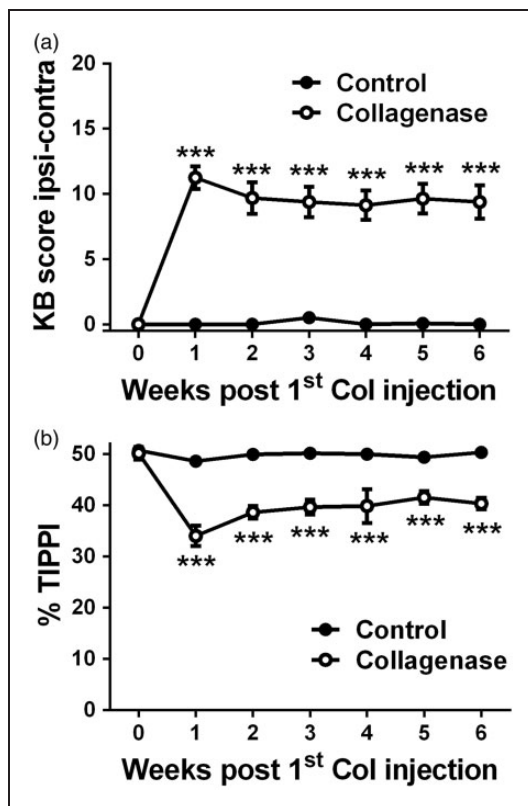 (a)
KB score ipsi-contra
20
15
10
5
0
Control
Collagenase
***
***
***
***
***
***
0 1 2 3 4 5 6
Weeks post 1st Col injection
(b)
% TIPPI
50
40
30
20
10
0
***
***
***
***
***
***
Control
Collagenase
0 1 2 3 4 5 6
Weeks post 1st Col injection